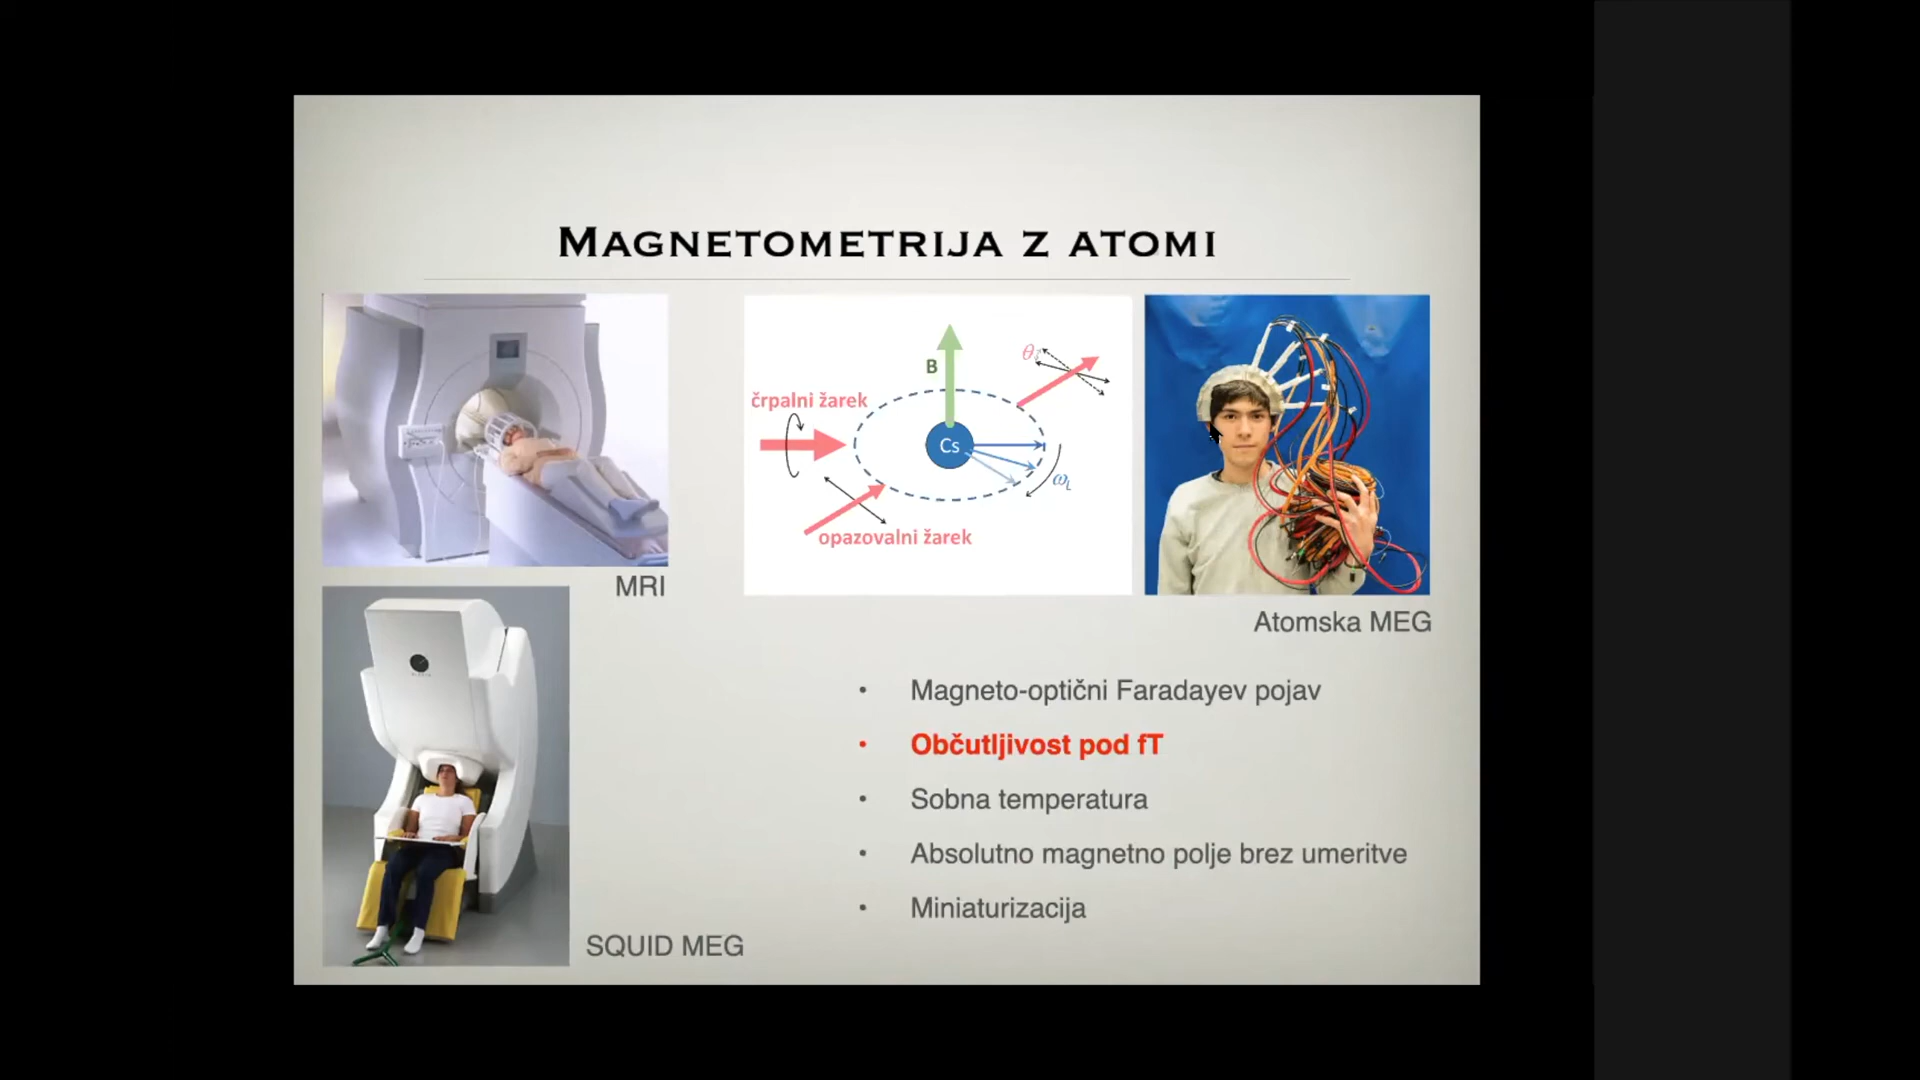 MAGNETOMETRIJA Z ATOMI
MRI
SQUID MEG
B
črpalni žarek
Cs
θ
ω_L
opazovalni žarek
Atomska MEG
• Magneto-optični Faradayev pojav
• Občutljivost pod fT
• Sobna temperatura
• Absolutno magnetno polje brez umeritve
• Miniaturizacija